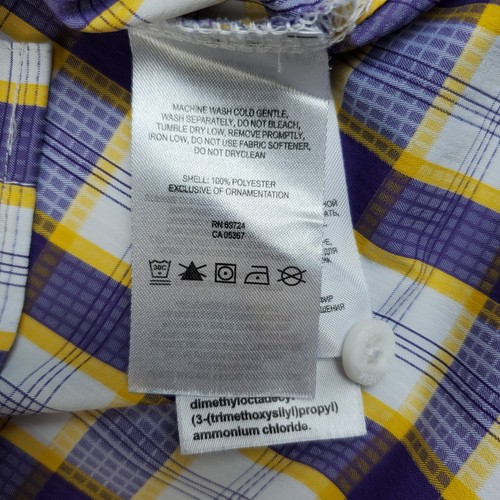 MACHINE WASH COLD GENTLE,
WASH SEPARATELY, DO NOT BLEACH,
TUMBLE DRY LOW, REMOVE PROMPTLY,
IRON LOW, DO NOT USE FABRIC SOFTENER,
DO NOT DRYCLEAN
SHELL: 100% POLYESTER
EXCLUSIVE OF ORNAMENTATION
CA 05367
30C
dimethyloctadecyl-
(3-(trimethoxysilyl)propyl)
ammonium chloride.